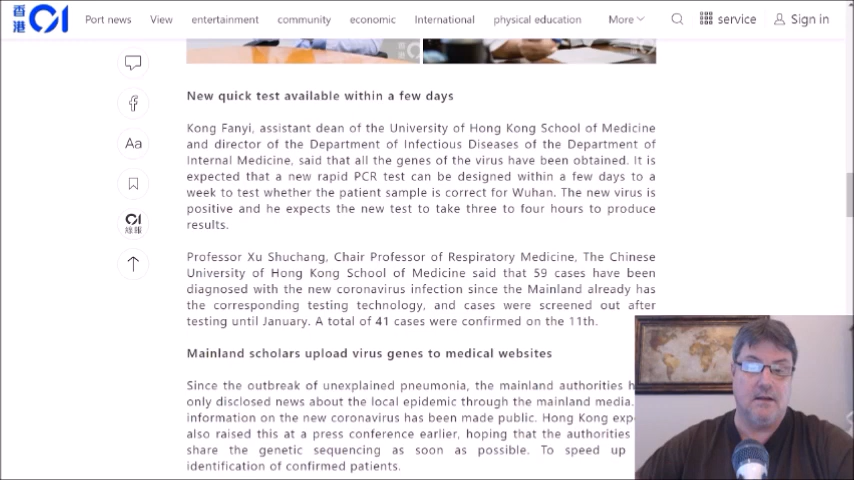 香港01
Port news View entertainment community economic International physical education More service Sign in
New quick test available within a few days
Kong Fanyi, assistant dean of the University of Hong Kong School of Medicine
and director of the Department of Infectious Diseases of the Department of
Internal Medicine, said that all the genes of the virus have been obtained. It is
expected that a new rapid PCR test can be designed within a few days to a
week to test whether the patient sample is correct for Wuhan. The new virus is
positive and he expects the new test to take three to four hours to produce
results.
Aa
01
Professor Xu Shuchang, Chair Professor of Respiratory Medicine, The Chinese
University of Hong Kong School of Medicine said that 59 cases have been
diagnosed with the new coronavirus infection since the Mainland already has
the corresponding testing technology, and cases were screened out after
testing until January. A total of 41 cases were confirmed on the 11th.
Mainland scholars upload virus genes to medical websites
Since the outbreak of unexplained pneumonia, the mainland authorities h
only disclosed news about the local epidemic through the mainland media.
information on the new coronavirus has been made public. Hong Kong exp
also raised this at a press conference earlier, hoping that the authorities
share the genetic sequencing as soon as possible. To speed up
identification of confirmed patients.